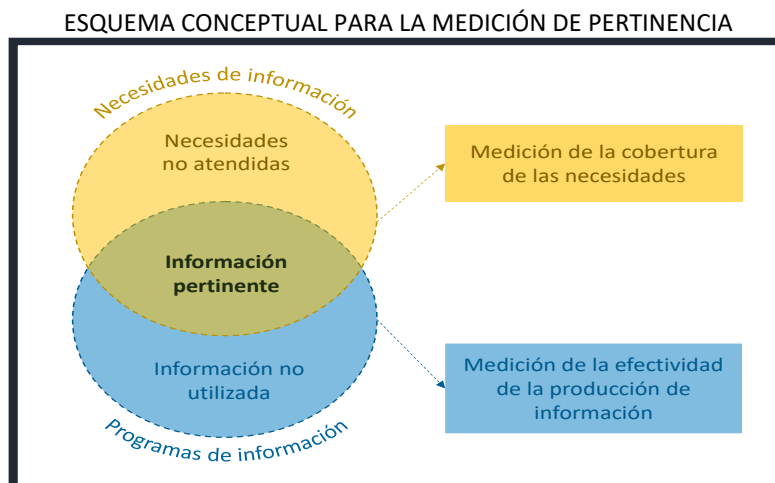 ESQUEMA CONCEPTUAL PARA LA MEDICIÓN DE PERTINENCIA
Necesidades de información
Necesidades
no atendidas
Medición de la cobertura
de las necesidades
Información
pertinente
Información no
utilizada
Medición de la efectividad
de la producción de
información
Programas de información